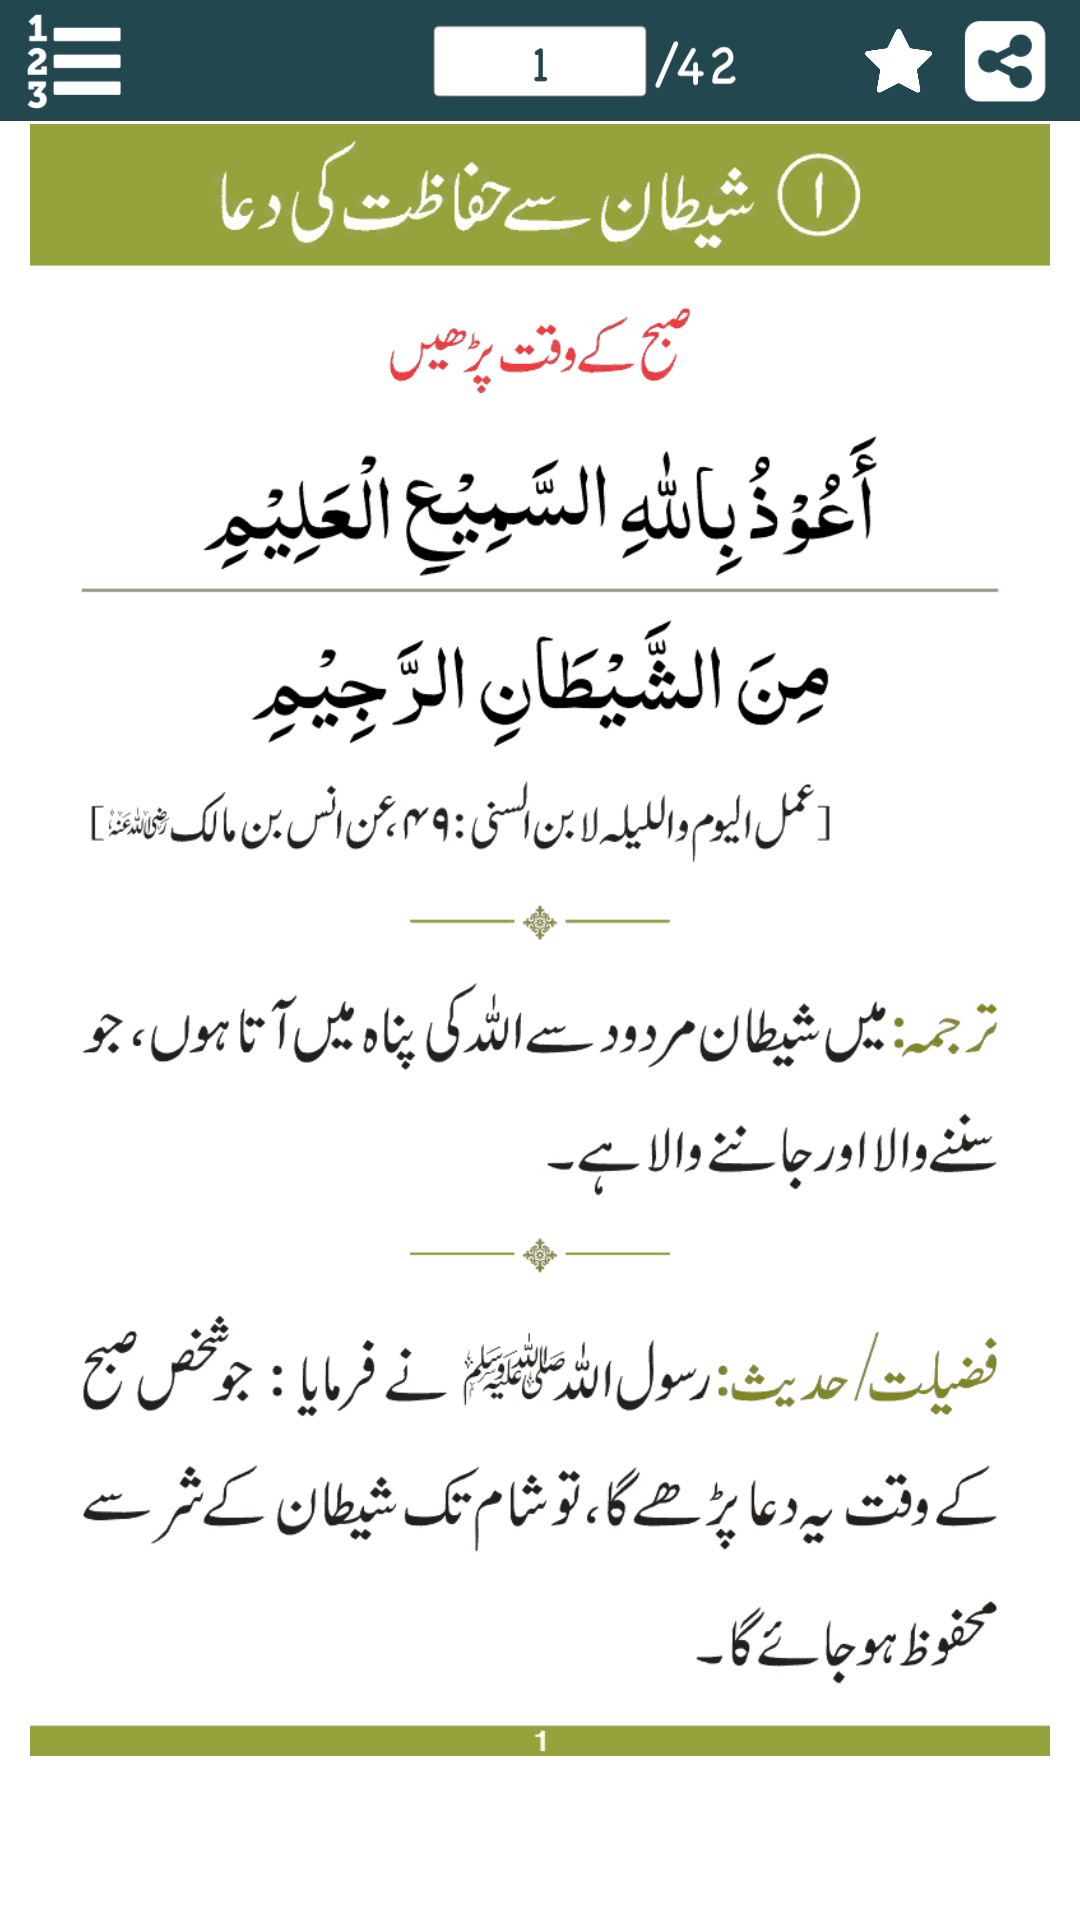 1
2
3
1 /42
۱ شیطان سے حفاظت کی دعا
صبح کے وقت پڑھیں
أَعُوْذُ بِاللّٰهِ السَّمِيْعِ الْعَلِيْمِ
مِنَ الشَّيْطَانِ الرَّجِيْمِ
[عمل الیوم واللیلہ لابن السنی: ۴۹، عن انس بن مالک رضی اللہ عنہ]
ترجمہ: میں شیطان مردود سے اللہ کی پناہ میں آتا ہوں، جو
سننے والا اور جاننے والا ہے۔
فضیلت/حدیث: رسول اللہ ﷺ نے فرمایا: جو شخص صبح
کے وقت یہ دعا پڑھے گا، تو شام تک شیطان کے شر سے
محفوظ ہو جائے گا۔
1